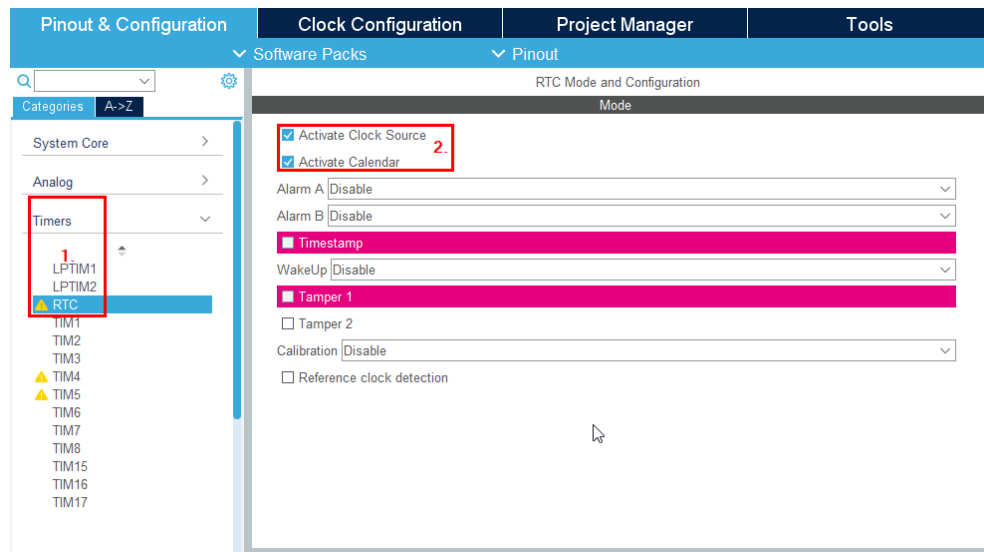 Pinout & Configuration Clock Configuration Project Manager Tools
Software Packs Pinout
Categories A->Z
System Core
Analog
Timers
1.
LPTIM1
LPTIM2
RTC
TIM1
TIM2
TIM3
TIM4
TIM5
TIM6
TIM7
TIM8
TIM15
TIM16
TIM17
RTC Mode and Configuration
Mode
Activate Clock Source
2.
Activate Calendar
Alarm A Disable
Alarm B Disable
Timestamp
WakeUp Disable
Tamper 1
Tamper 2
Calibration Disable
Reference clock detection